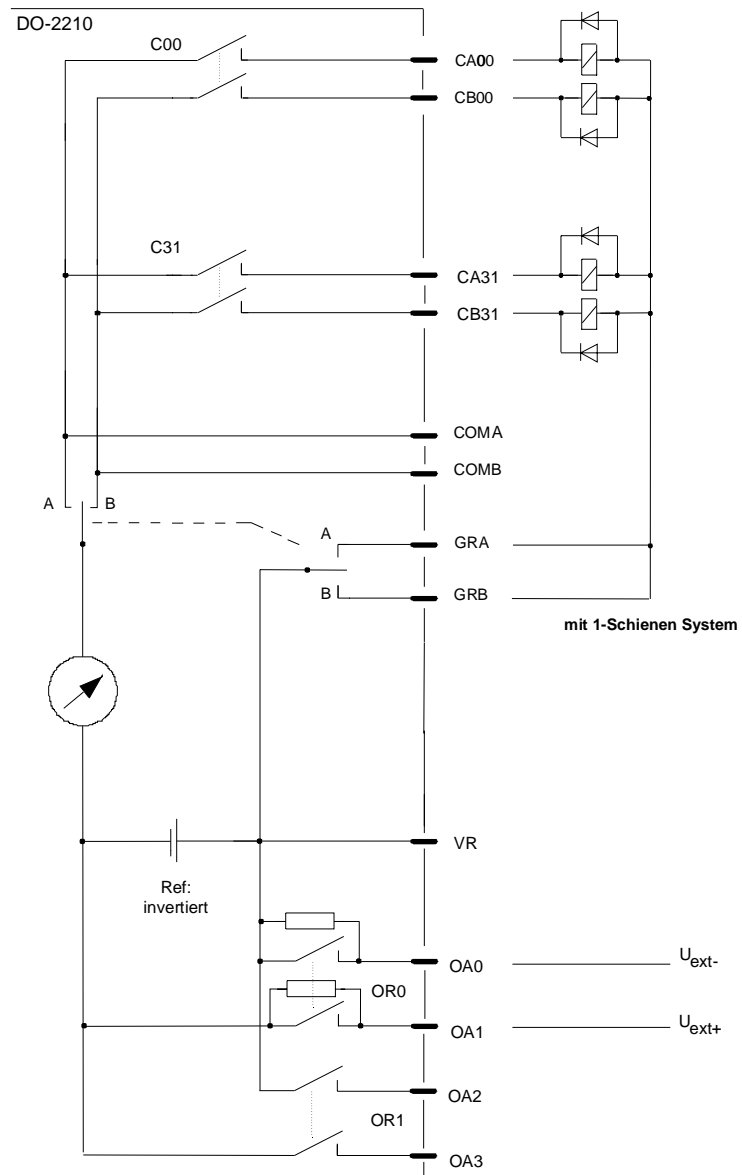 DO-2210
C00
CA00
CB00
C31
CA31
CB31
COMA
COMB
A B
A
GRA
B
GRB
mit 1-Schienen System
VR
Ref:
invertiert
OA0
Uext-
OR0
OA1
Uext+
OA2
OR1
OA3